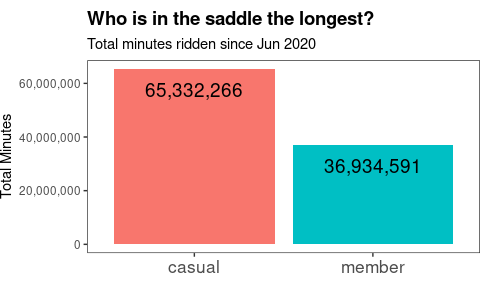 Who is in the saddle the longest?
Total minutes ridden since Jun 2020
Total Minutes
60,000,000
40,000,000
20,000,000
0
65,332,266
36,934,591
casual
member